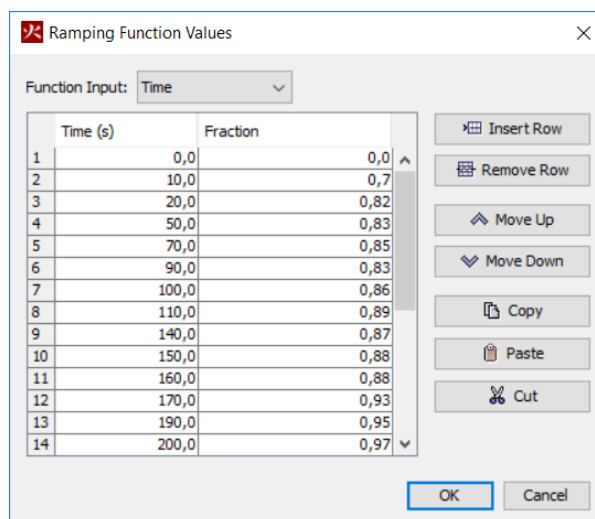 火 Ramping Function Values
Function Input: Time
Time (s) Fraction
1 0,0 0,0
2 10,0 0,7
3 20,0 0,82
4 50,0 0,83
5 70,0 0,85
6 90,0 0,83
7 100,0 0,86
8 110,0 0,89
9 140,0 0,87
10 150,0 0,88
11 160,0 0,88
12 170,0 0,93
13 190,0 0,95
14 200,0 0,97
Insert Row
Remove Row
Move Up
Move Down
Copy
Paste
Cut
OK Cancel